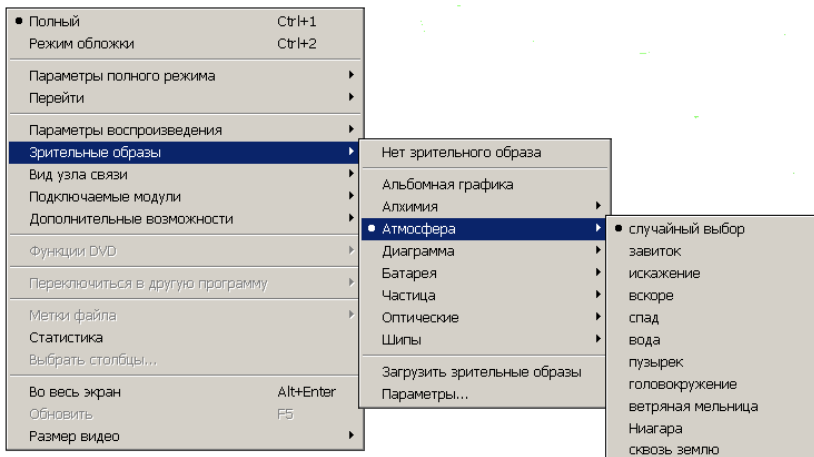 Полный Ctrl+1
Режим обложки Ctrl+2
Параметры полного режима
Перейти
Параметры воспроизведения
Зрительные образы
Вид узла связи
Подключаемые модули
Дополнительные возможности
Функции DVD
Переключиться в другую программу
Метки файла
Статистика
Выбрать столбцы...
Во весь экран Alt+Enter
Обновить F5
Размер видео
Нет зрительного образа
Альбомная графика
Алхимия
Атмосфера
Диаграмма
Батарея
Частица
Оптические
Шипы
Загрузить зрительные образы
Параметры...
случайный выбор
завиток
искажение
вскоре
спад
вода
пузырек
головокружение
ветряная мельница
Ниагара
сквозь землю